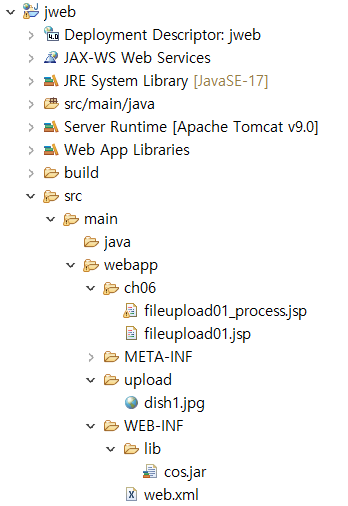 jweb
Deployment Descriptor: jweb
JAX-WS Web Services
JRE System Library [JavaSE-17]
src/main/java
Server Runtime [Apache Tomcat v9.0]
Web App Libraries
build
src
main
java
webapp
ch06
fileupload01_process.jsp
fileupload01.jsp
META-INF
upload
dish1.jpg
WEB-INF
lib
cos.jar
web.xml